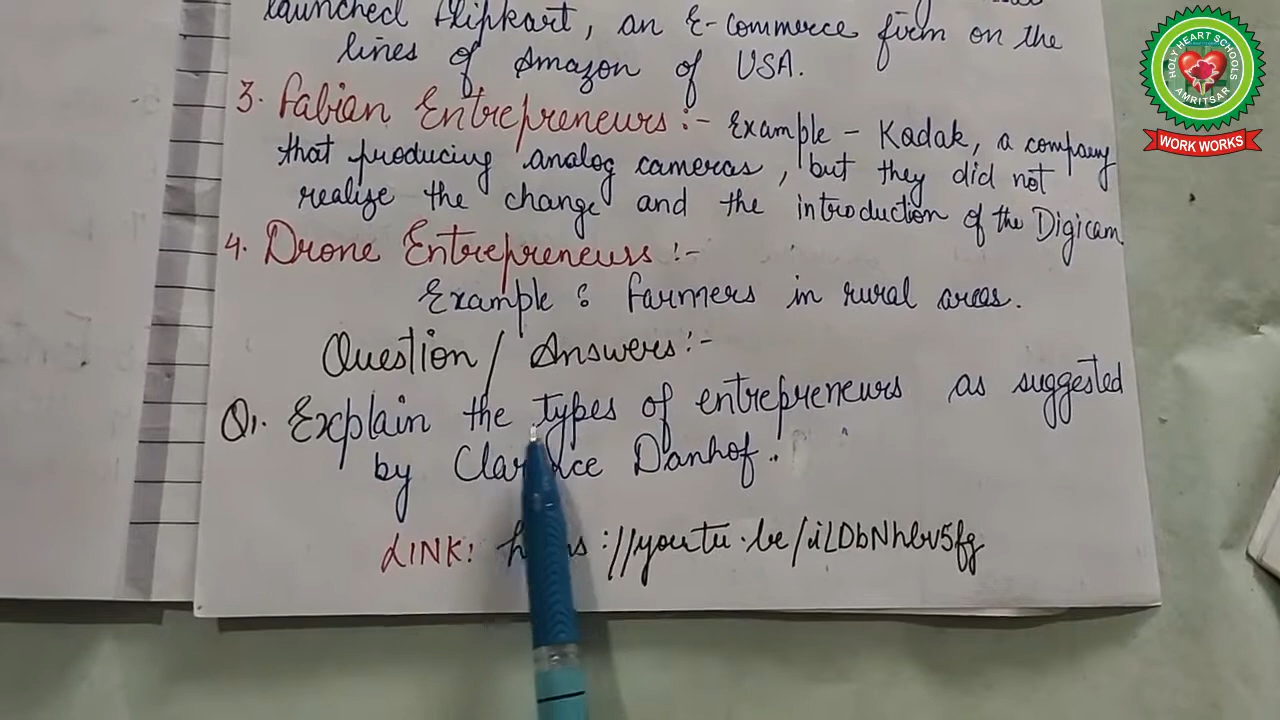 launched Flipkart, an E-commerce firm on the
lines of Amazon of USA.
3. Fabian Entrepreneurs:- Example - Kodak, a company
that producing analog cameras, but they did not
realize the change and the introduction of the Digicam
4. Drone Entrepreneurs:-
Example: Farmers in rural areas.
Question/Answers:-
Q1. Explain the types of entrepreneurs as suggested
by Clarence Danhof.
LINK: https://youtu.be/
HOLY HEART SCHOOLS
AMRITSAR
WORK WORKS